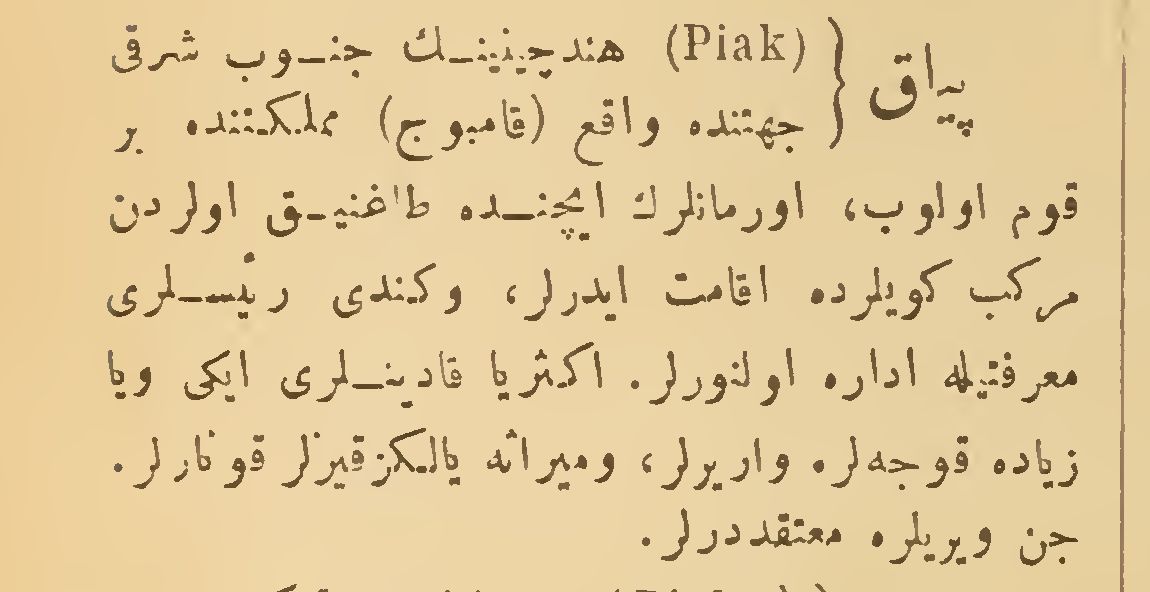 پیاق { (Piak) هندچینینك جنوب شرقی
جهتنده واقع (قامبوج) مملکتنده بر
قوم اولوب، اورمانلرك ایچنده طاغنیق اولردن
مرکب کویلرده اقامت ایدرلر، وکندی رئیسلری
معرفتیله اداره اولنورلر. اکثریا قادینلری ایکی ویا
زیاده قوجه‌لره واریرلر، ومیراثه یالکز قیزلر قونارلر.
جن وپریلره معتقددرلر.